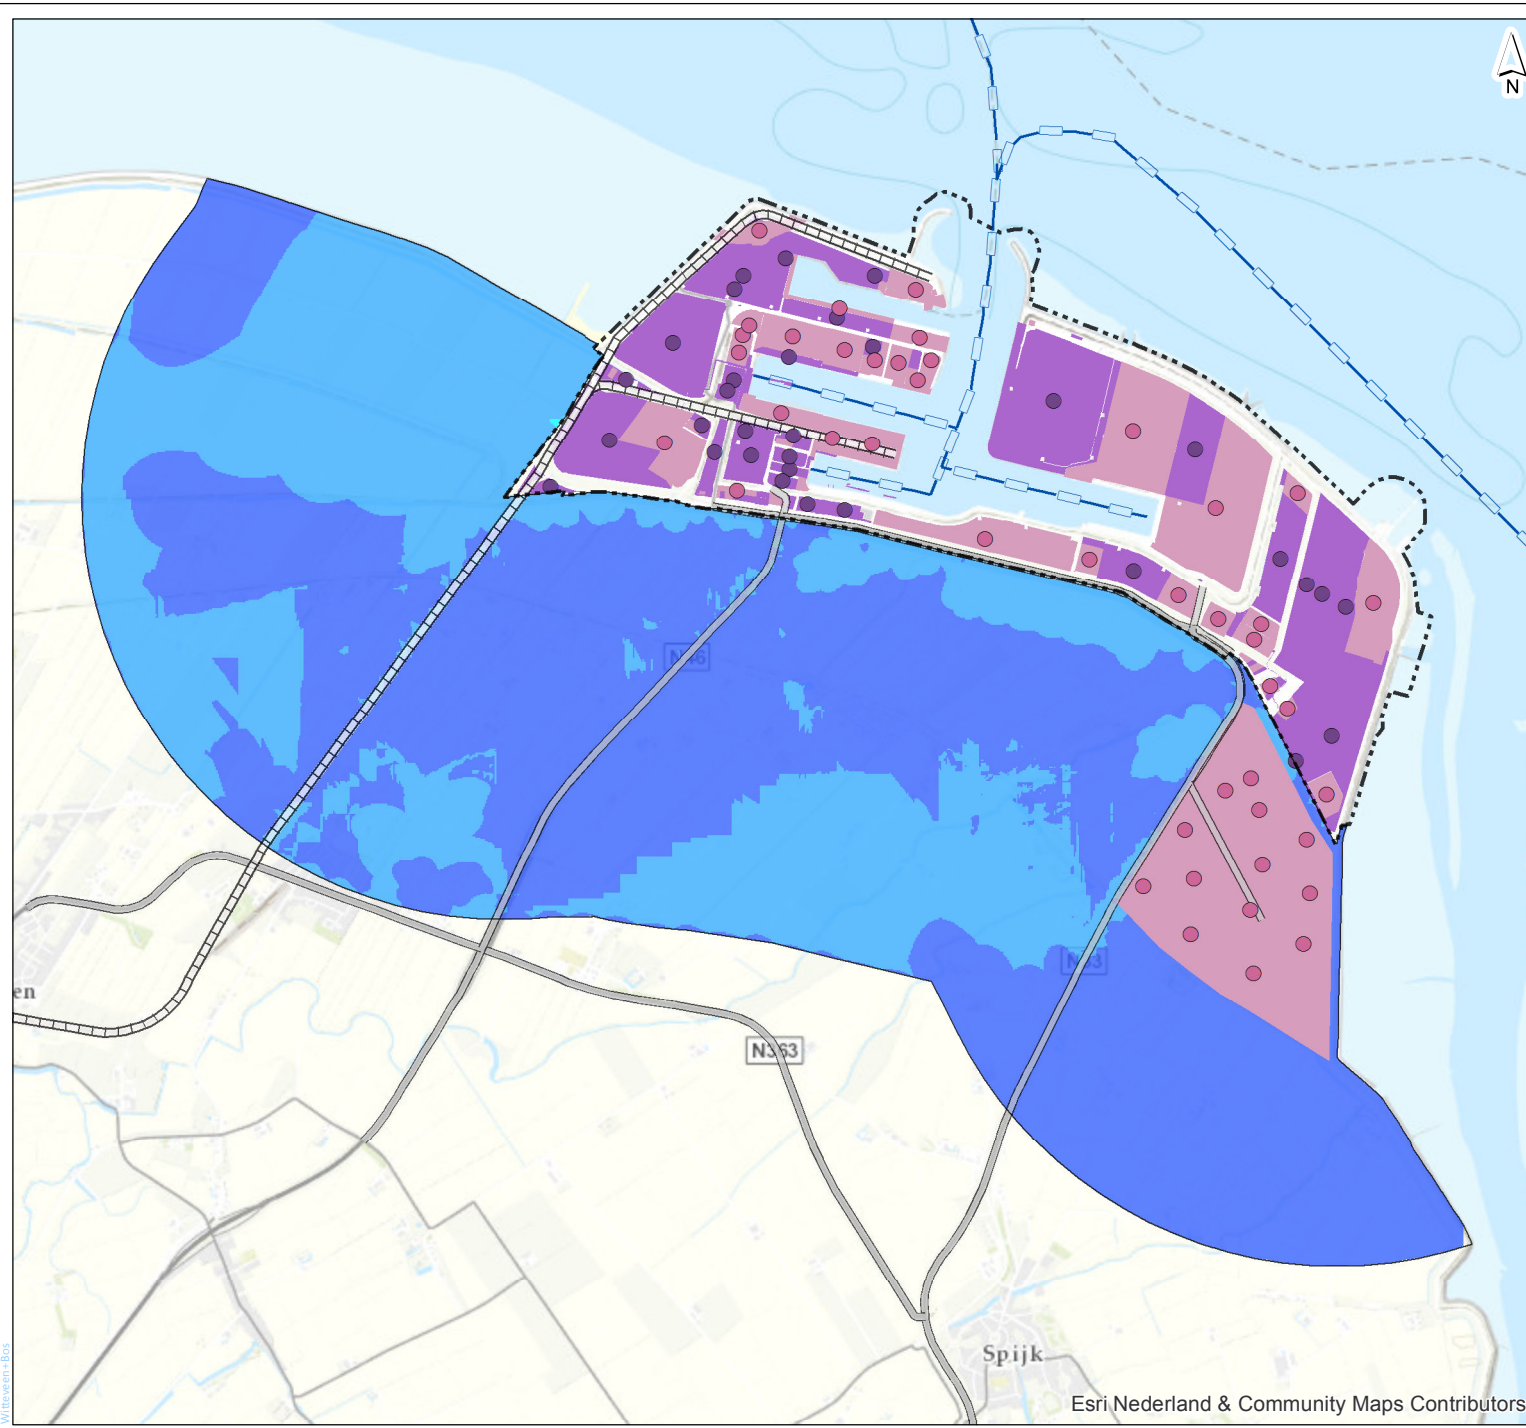 N
N46
N33
en
N363
Spijk
Witteveen+Bos
Esri Nederland & Community Maps Contributors